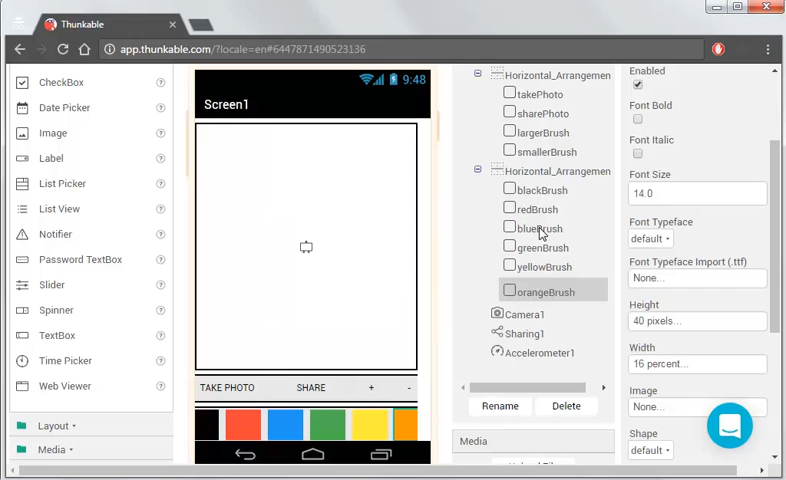 Thunkable
app.thunkable.com/?locale=en#6447871490523136
CheckBox
Date Picker
Image
Label
List Picker
List View
Notifier
Password TextBox
Slider
Spinner
TextBox
Time Picker
Web Viewer
Layout
Media
9:48
Screen1
TAKE PHOTO SHARE + -
Horizontal_Arrangemen
takePhoto
sharePhoto
largerBrush
smallerBrush
Horizontal_Arrangemen
blackBrush
redBrush
blueBrush
greenBrush
yellowBrush
orangeBrush
Camera1
Sharing1
Accelerometer1
Rename Delete
Media
Enabled
Font Bold
Font Italic
Font Size
14.0
Font Typeface
default
Font Typeface Import (.ttf)
None...
Height
40 pixels...
Width
16 percent...
Image
None...
Shape
default